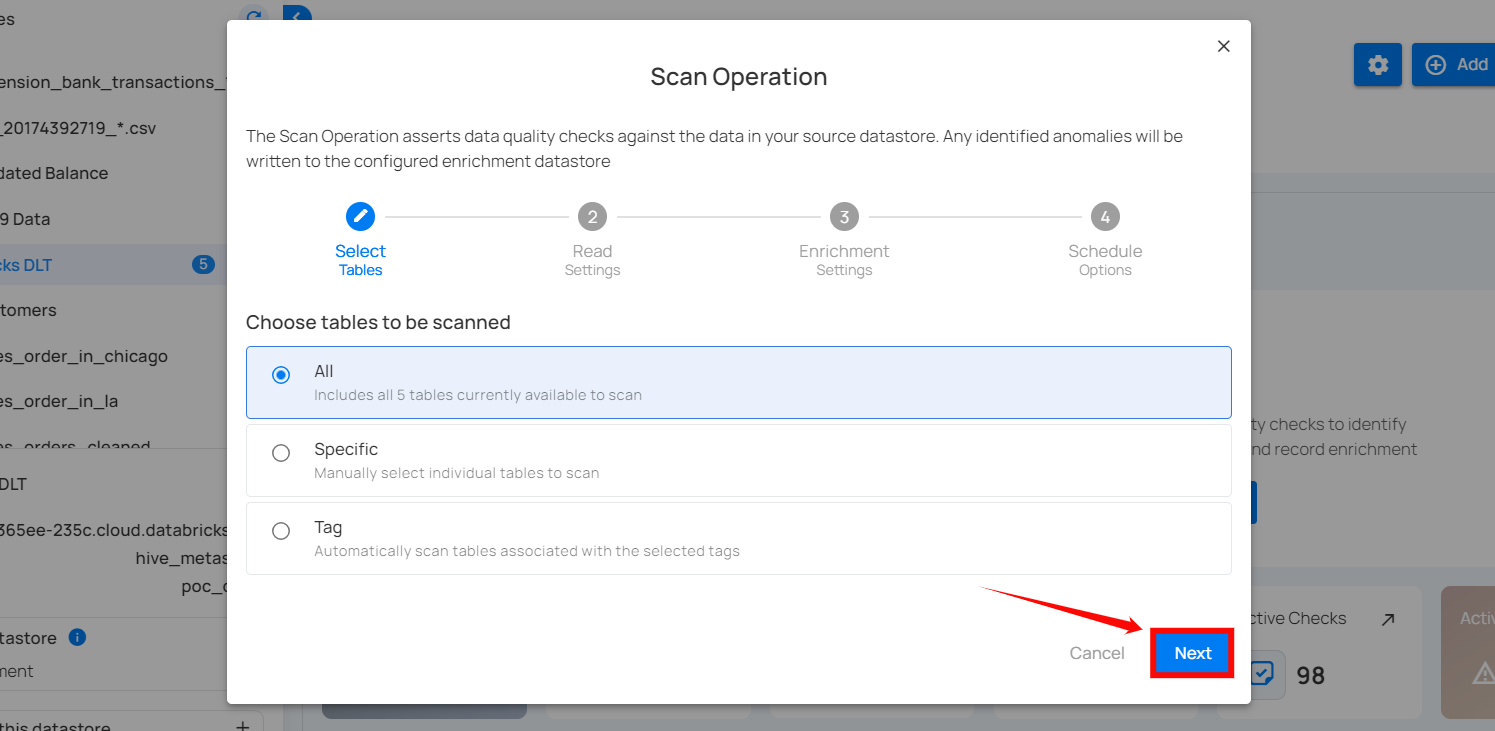 es
ension_bank_transactions_
_20174392719_*.csv
dated Balance
9 Data
cks DLT
5
tomers
es_order_in_chicago
es_order_in_la
es_orders_cleaned
DLT
365ee-235c.cloud.databricks
hive_metas
poc_
tastore
ment
this datastore
Scan Operation
The Scan Operation asserts data quality checks against the data in your source datastore. Any identified anomalies will be
written to the configured enrichment datastore
2
3
4
Select
Tables
Read
Settings
Enrichment
Settings
Schedule
Options
Choose tables to be scanned
All
Includes all 5 tables currently available to scan
Specific
Manually select individual tables to scan
Tag
Automatically scan tables associated with the selected tags
Cancel
Next
Add
ty checks to identify
nd record enrichment
ctive Checks
98
Activ